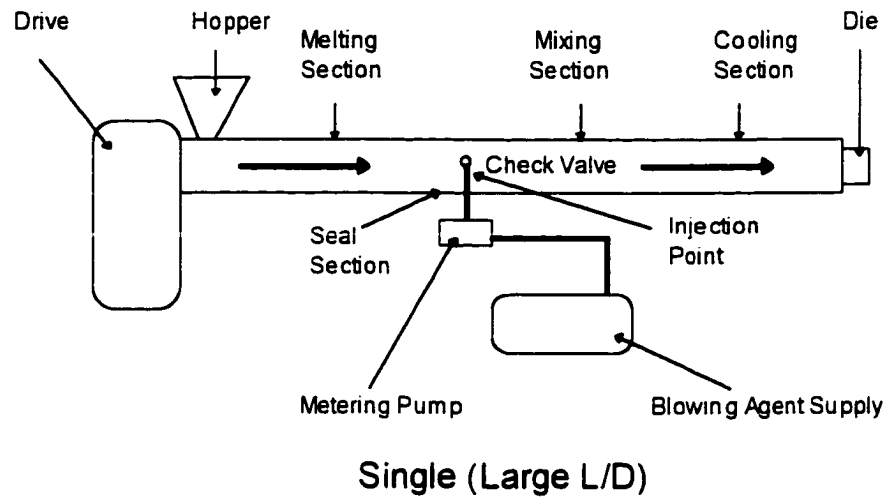 Drive
Hopper
Melting
Section
Mixing
Section
Cooling
Section
Die
Check Valve
Seal
Section
Injection
Point
Metering Pump
Blowing Agent Supply
Single (Large L/D)